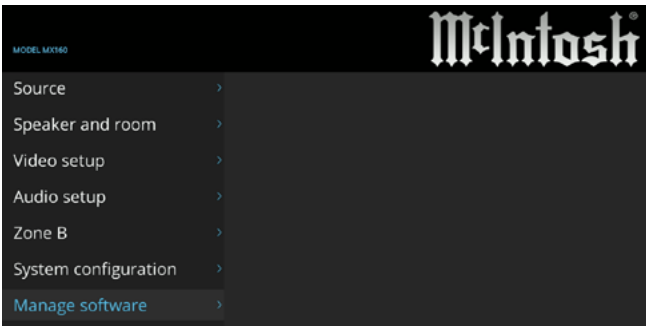 McIntosh®
MODEL MX160
Source
Speaker and room
Video setup
Audio setup
Zone B
System configuration
Manage software